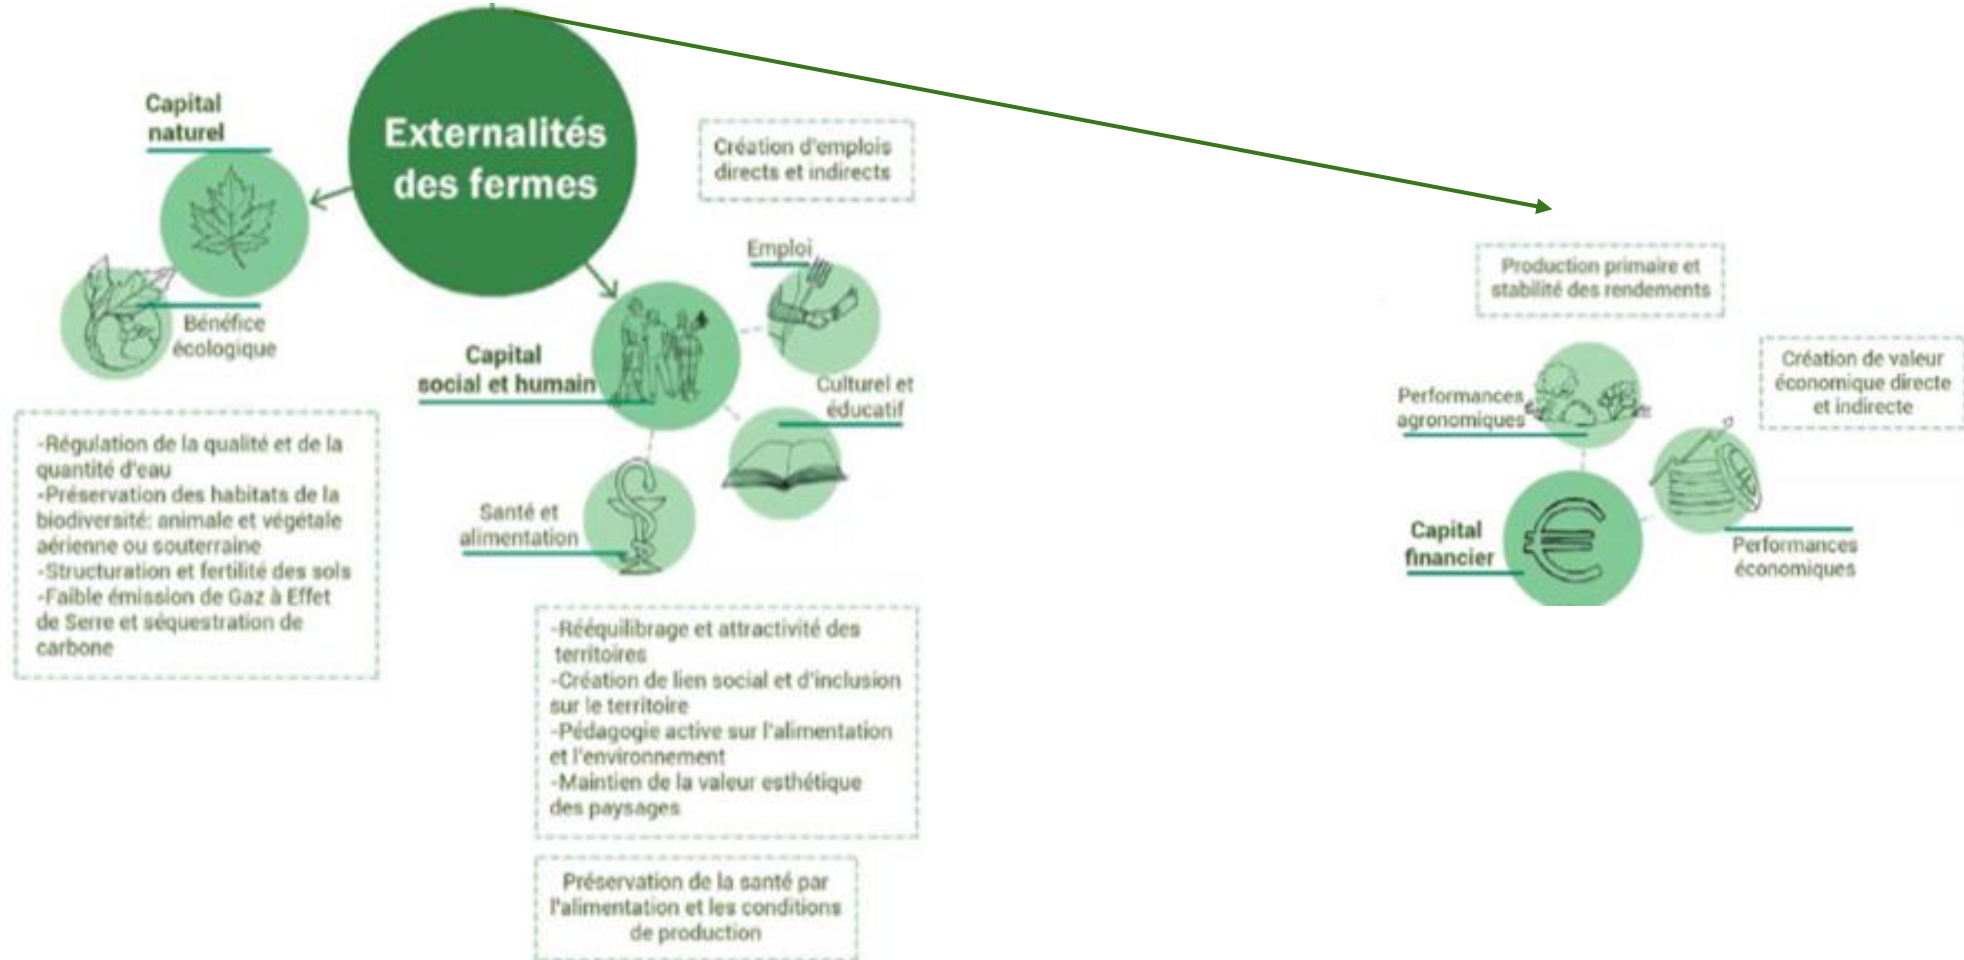 Externalités
des fermes
Capital
naturel
Bénéfice
écologique
-Régulation de la qualité et de la
quantité d'eau
-Préservation des habitats de la
biodiversité: animale et végétale
aérienne ou souterraine
-Structuration et fertilité des sols
-Faible émission de Gaz à Effet
de Serre et séquestration de
carbone
Capital
social et humain
Création d'emplois
directs et indirects
Emploi
Culturel et
éducatif
Santé et
alimentation
-Rééquilibrage et attractivité des
territoires
-Création de lien social et d'inclusion
sur le territoire
-Pédagogie active sur l'alimentation
et l'environnement
-Maintien de la valeur esthétique
des paysages
Préservation de la santé par
l'alimentation et les conditions
de production
Production primaire et
stabilité des rendements
Création de valeur
économique directe
et indirecte
Performances
agronomiques
Capital
financier
€
Performances
économiques